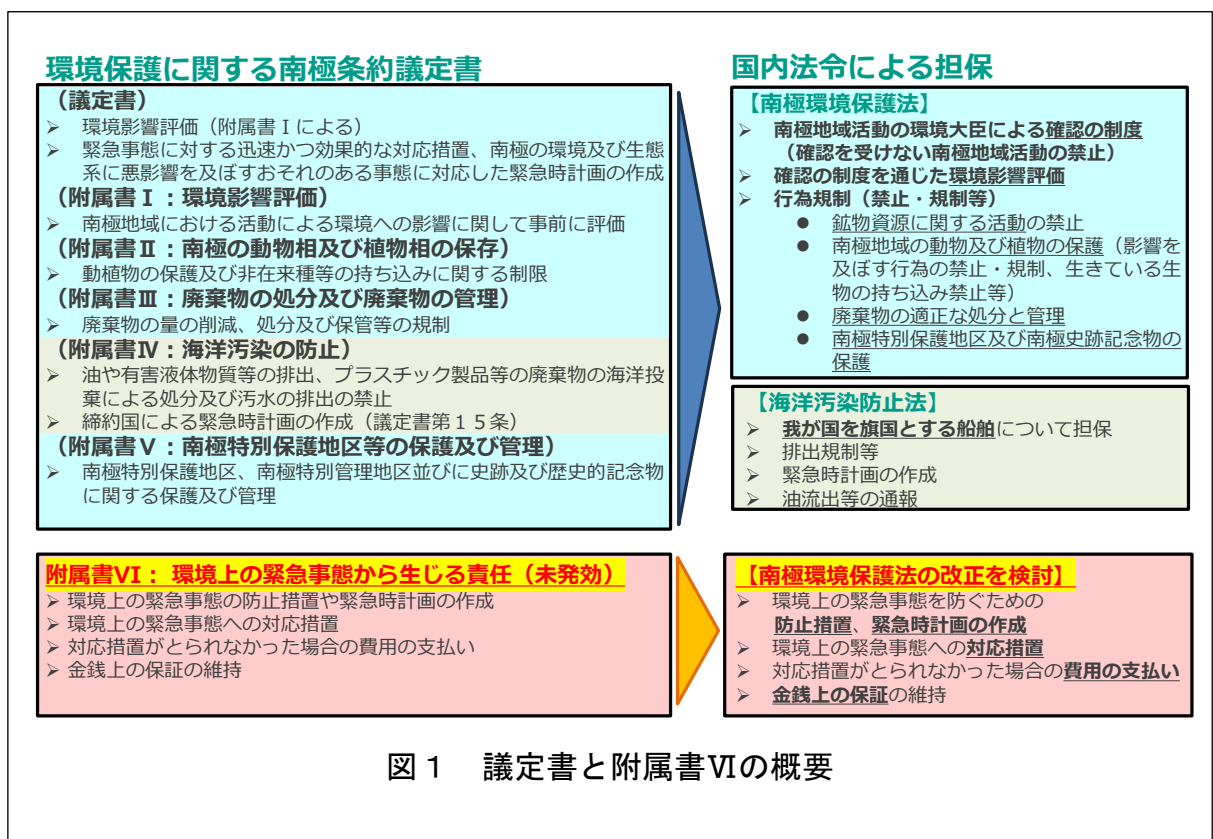 環境保護に関する南極条約議定書
（議定書）
➢ 環境影響評価（附属書Ⅰによる）
➢ 緊急事態に対する迅速かつ効果的な対応措置、南極の環境及び生態
系に悪影響を及ぼすおそれのある事態に対応した緊急時計画の作成
（附属書Ⅰ：環境影響評価）
➢ 南極地域における活動による環境への影響に関して事前に評価
（附属書Ⅱ：南極の動物相及び植物相の保存）
➢ 動植物の保護及び非在来種等の持ち込みに関する制限
（附属書Ⅲ：廃棄物の処分及び廃棄物の管理）
➢ 廃棄物の量の削減、処分及び保管等の規制
（附属書Ⅳ：海洋汚染の防止）
➢ 油や有害液体物質等の排出、プラスチック製品等の廃棄物の海洋投
棄による処分及び汚水の排出の禁止
➢ 締約国による緊急時計画の作成（議定書第１５条）
（附属書Ⅴ：南極特別保護地区等の保護及び管理）
➢ 南極特別保護地区、南極特別管理地区並びに史跡及び歴史的記念物
に関する保護及び管理
国内法令による担保
【南極環境保護法】
➢ 南極地域活動の環境大臣による確認の制度
（確認を受けない南極地域活動の禁止）
➢ 確認の制度を通じた環境影響評価
➢ 行為規制（禁止・規制等）
● 鉱物資源に関する活動の禁止
● 南極地域の動物及び植物の保護（影響を
及ぼす行為の禁止・規制、生きている生
物の持ち込み禁止等）
● 廃棄物の適正な処分と管理
● 南極特別保護地区及び南極史跡記念物の
保護
【海洋汚染防止法】
➢ 我が国を旗国とする船舶について担保
➢ 排出規制等
➢ 緊急時計画の作成
➢ 油流出等の通報
附属書VI： 環境上の緊急事態から生じる責任（未発効）
➢ 環境上の緊急事態の防止措置や緊急時計画の作成
➢ 環境上の緊急事態への対応措置
➢ 対応措置がとられなかった場合の費用の支払い
➢ 金銭上の保証の維持
【南極環境保護法の改正を検討】
➢ 環境上の緊急事態を防ぐための
防止措置、緊急時計画の作成
➢ 環境上の緊急事態への対応措置
➢ 対応措置がとられなかった場合の費用の支払い
➢ 金銭上の保証の維持
図１ 議定書と附属書Ⅵの概要